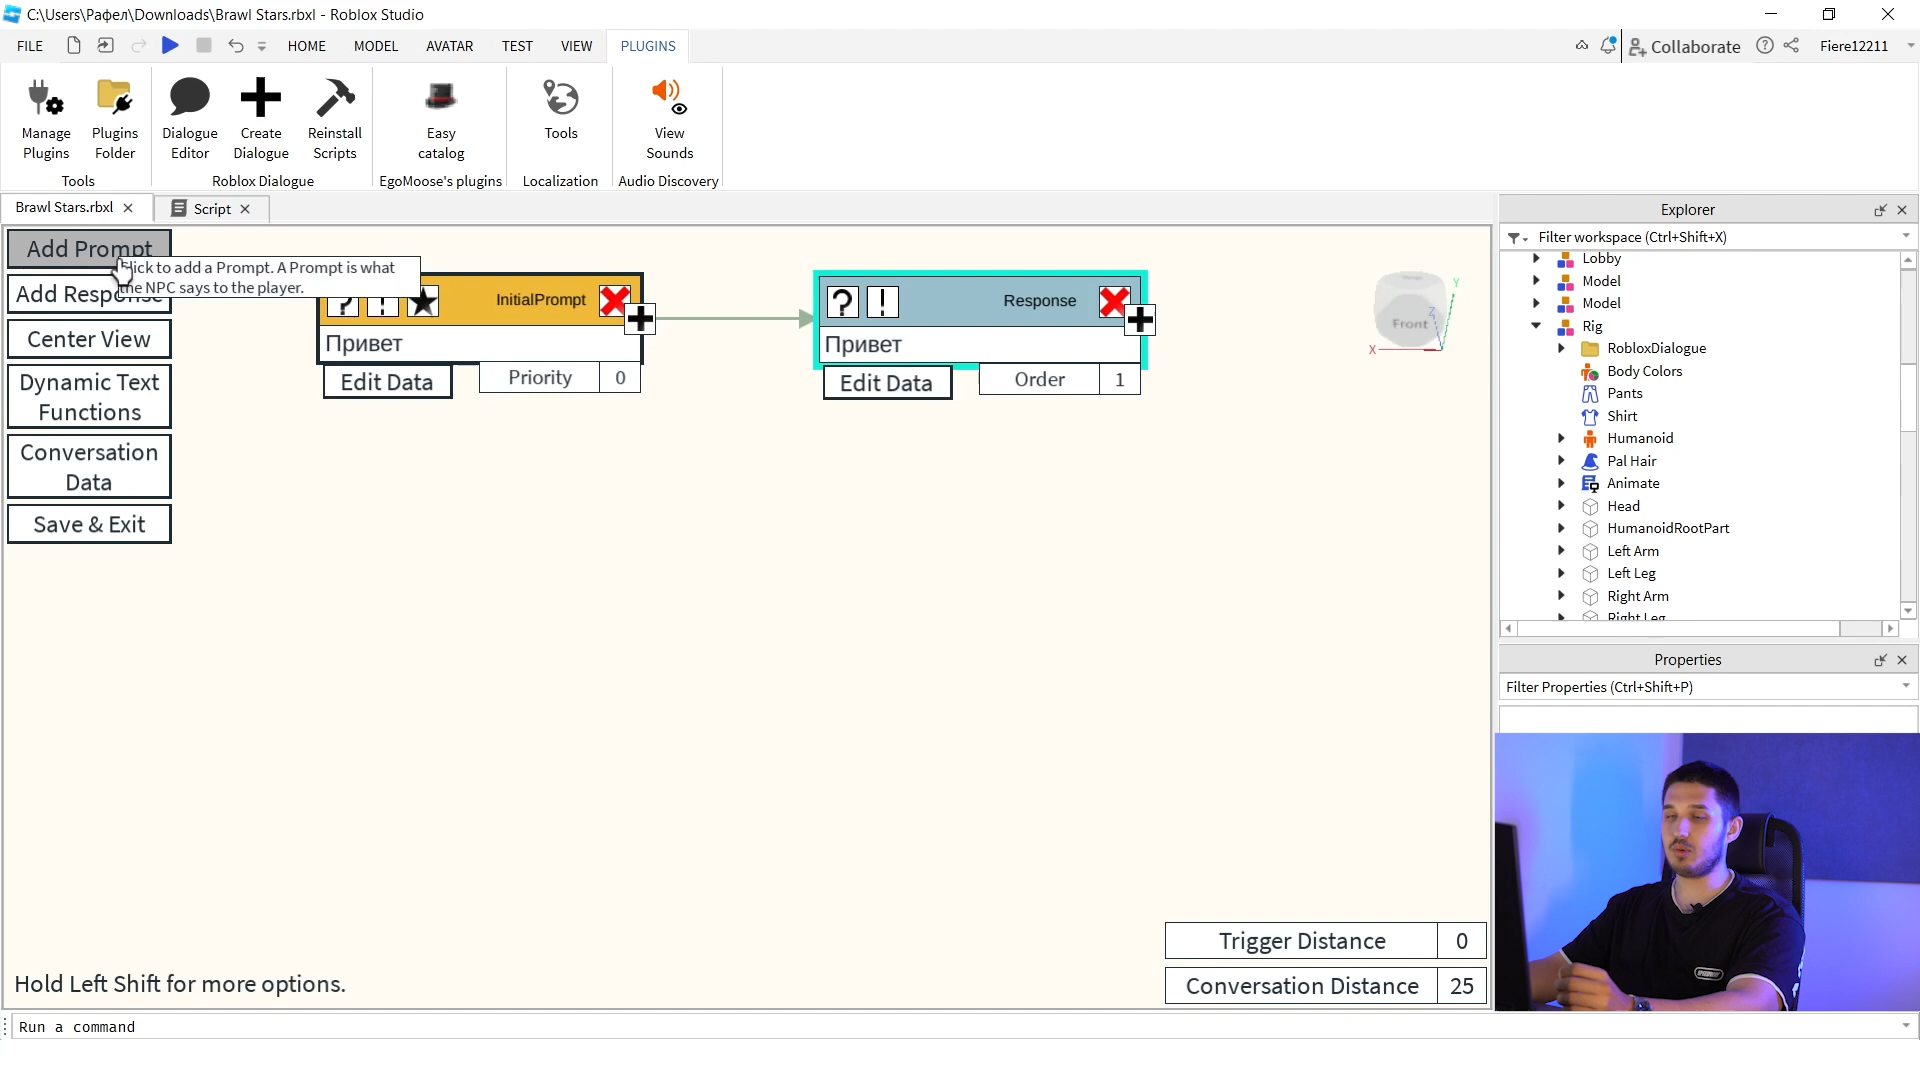 C:\Users\Рафел\Downloads\Brawl Stars.rbxl - Roblox Studio
FILE
HOME
MODEL
AVATAR
TEST
VIEW
PLUGINS
Collaborate
Fiere12211
Manage Plugins
Plugins Folder
Dialogue Editor
Create Dialogue
Reinstall Scripts
Easy catalog
Tools
View Sounds
Tools
Roblox Dialogue
EgoMoose's plugins
Localization
Audio Discovery
Brawl Stars.rbxl
Script
Add Prompt
lick to add a Prompt. A Prompt is what
he NPC says to the player.
Add Respons
Center View
Dynamic Text
Functions
Conversation
Data
Save & Exit
InitialPrompt
Привет
Edit Data
Priority
0
Response
Привет
Edit Data
Order
1
Front
X
Y
Z
Trigger Distance
0
Conversation Distance
25
Hold Left Shift for more options.
Run a command
Explorer
Filter workspace (Ctrl+Shift+X)
Lobby
Model
Model
Rig
RobloxDialogue
Body Colors
Pants
Shirt
Humanoid
Pal Hair
Animate
Head
HumanoidRootPart
Left Arm
Left Leg
Right Arm
Right Leg
Properties
Filter Properties (Ctrl+Shift+P)